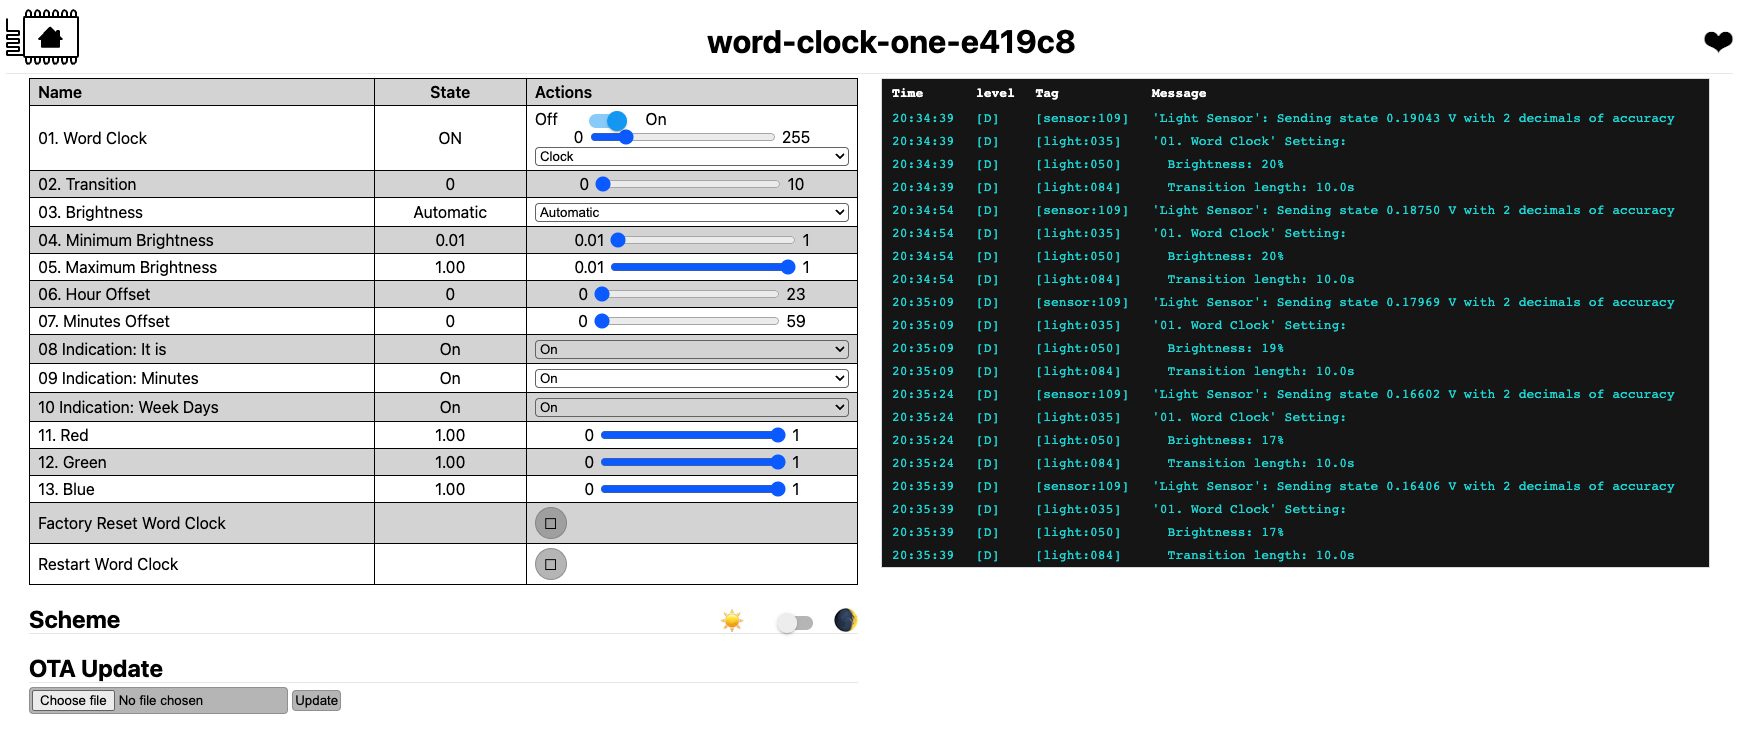 word-clock-one-e419c8
Name State Actions
01. Word Clock ON Off On
0 255
Clock
02. Transition 0 0 10
03. Brightness Automatic Automatic
04. Minimum Brightness 0.01 0.01 1
05. Maximum Brightness 1.00 0.01 1
06. Hour Offset 0 0 23
07. Minutes Offset 0 0 59
08 Indication: It is On On
09 Indication: Minutes On On
10 Indication: Week Days On On
11. Red 1.00 0 1
12. Green 1.00 0 1
13. Blue 1.00 0 1
Factory Reset Word Clock
Restart Word Clock
Scheme
OTA Update
Choose file No file chosen Update
Time level Tag Message
20:34:39 [D] [sensor:109] 'Light Sensor': Sending state 0.19043 V with 2 decimals of accuracy
20:34:39 [D] [light:035] '01. Word Clock' Setting:
20:34:39 [D] [light:050] Brightness: 20%
20:34:39 [D] [light:084] Transition length: 10.0s
20:34:54 [D] [sensor:109] 'Light Sensor': Sending state 0.18750 V with 2 decimals of accuracy
20:34:54 [D] [light:035] '01. Word Clock' Setting:
20:34:54 [D] [light:050] Brightness: 20%
20:34:54 [D] [light:084] Transition length: 10.0s
20:35:09 [D] [sensor:109] 'Light Sensor': Sending state 0.17969 V with 2 decimals of accuracy
20:35:09 [D] [light:035] '01. Word Clock' Setting:
20:35:09 [D] [light:050] Brightness: 19%
20:35:09 [D] [light:084] Transition length: 10.0s
20:35:24 [D] [sensor:109] 'Light Sensor': Sending state 0.16602 V with 2 decimals of accuracy
20:35:24 [D] [light:035] '01. Word Clock' Setting:
20:35:24 [D] [light:050] Brightness: 17%
20:35:24 [D] [light:084] Transition length: 10.0s
20:35:39 [D] [sensor:109] 'Light Sensor': Sending state 0.16406 V with 2 decimals of accuracy
20:35:39 [D] [light:035] '01. Word Clock' Setting:
20:35:39 [D] [light:050] Brightness: 17%
20:35:39 [D] [light:084] Transition length: 10.0s